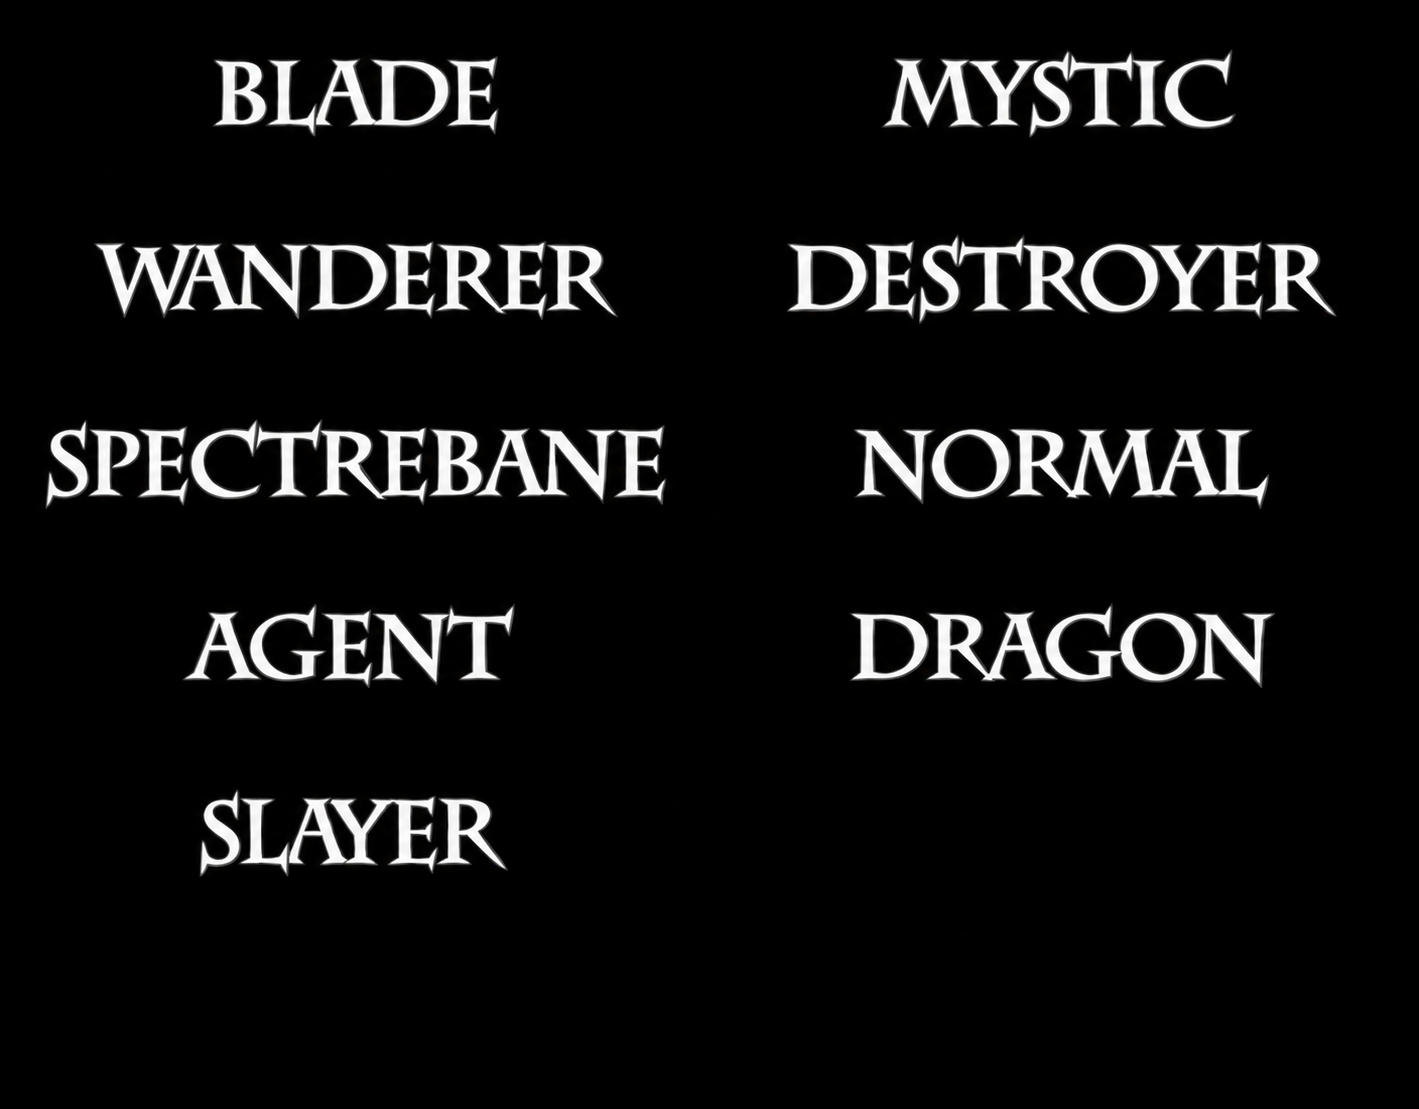 BLADE
MYSTIC
WANDERER
DESTROYER
SPECTREBANE
NORMAL
AGENT
DRAGON
SLAYER